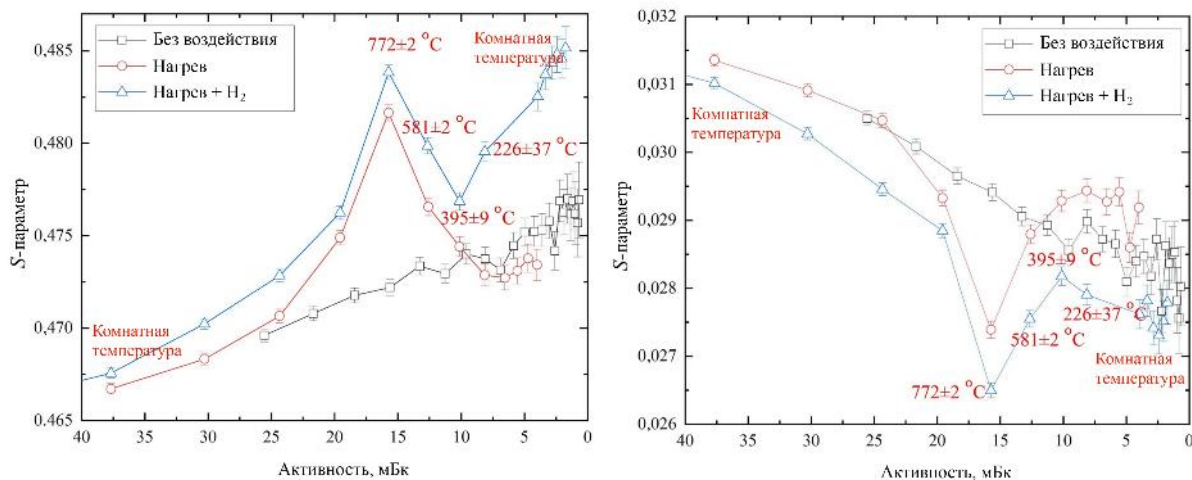 0,485
0,480
0,475
0,470
0,465
S-параметр
Без воздействия
Нагрев
Нагрев + H₂
772±2 °C
Комнатная
температура
581±2 °C
226±37 °C
395±9 °C
Комнатная
температура
40 35 30 25 20 15 10 5 0
Активность, мБк
0,032
0,031
0,030
0,029
0,028
0,027
0,026
S-параметр
Без воздействия
Нагрев
Нагрев + H₂
Комнатная
температура
395±9 °C
226±37 °C
581±2 °C
Комнатная
температура
772±2 °C
40 35 30 25 20 15 10 5 0
Активность, мБк